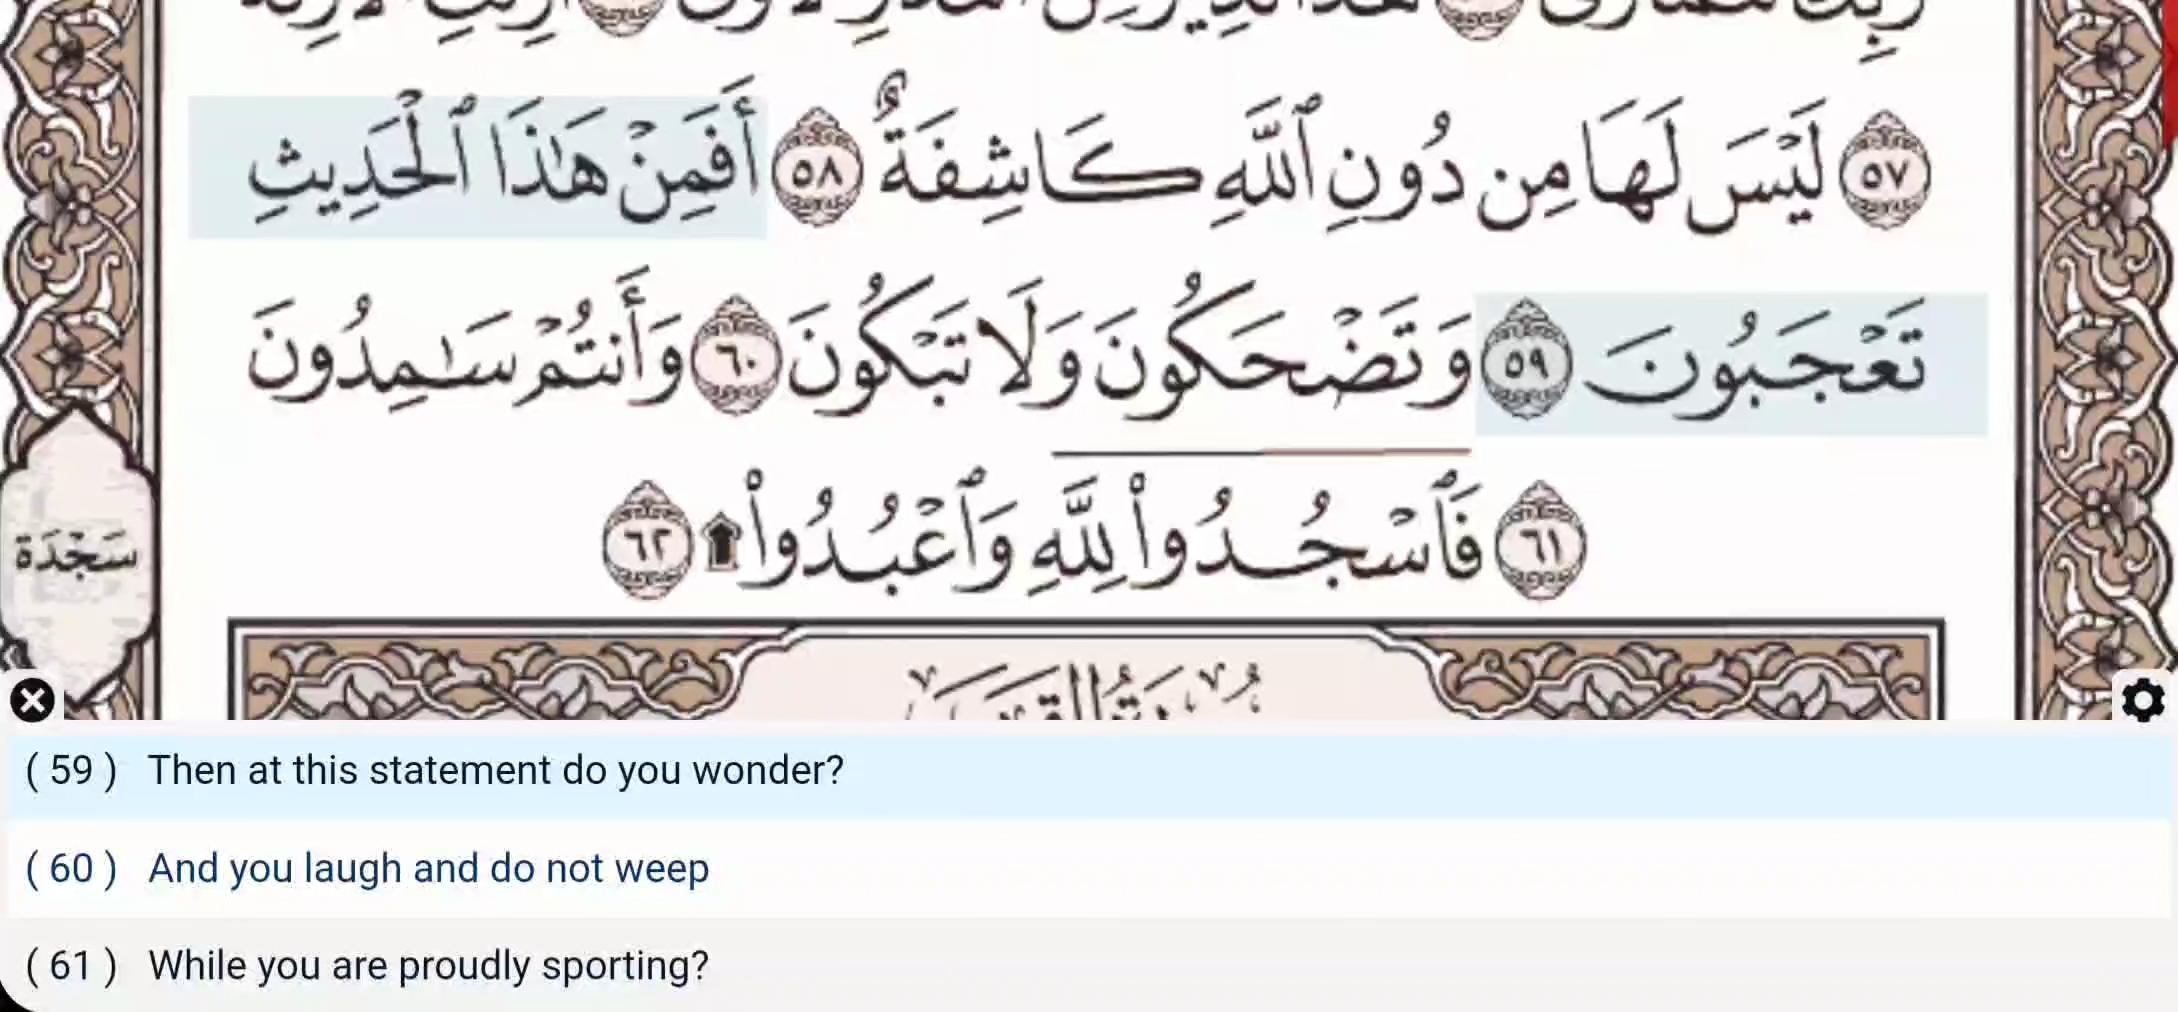 لَيْسَ لَهَا مِن دُونِ ٱللَّهِ كَاشِفَةٌ ٥٨ أَفَمِنْ هَٰذَا ٱلْحَدِيثِ ٥٧
تَعْجَبُونَ ٥٩ وَتَضْحَكُونَ وَلَا تَبْكُونَ ٦٠ وَأَنتُمْ سَٰمِدُونَ
٦١ فَٱسْجُدُوا۟ لِلَّهِ وَٱعْبُدُوا۟ ۩ ٦٢
سَجْدَة
( 59 ) Then at this statement do you wonder?
( 60 ) And you laugh and do not weep
( 61 ) While you are proudly sporting?